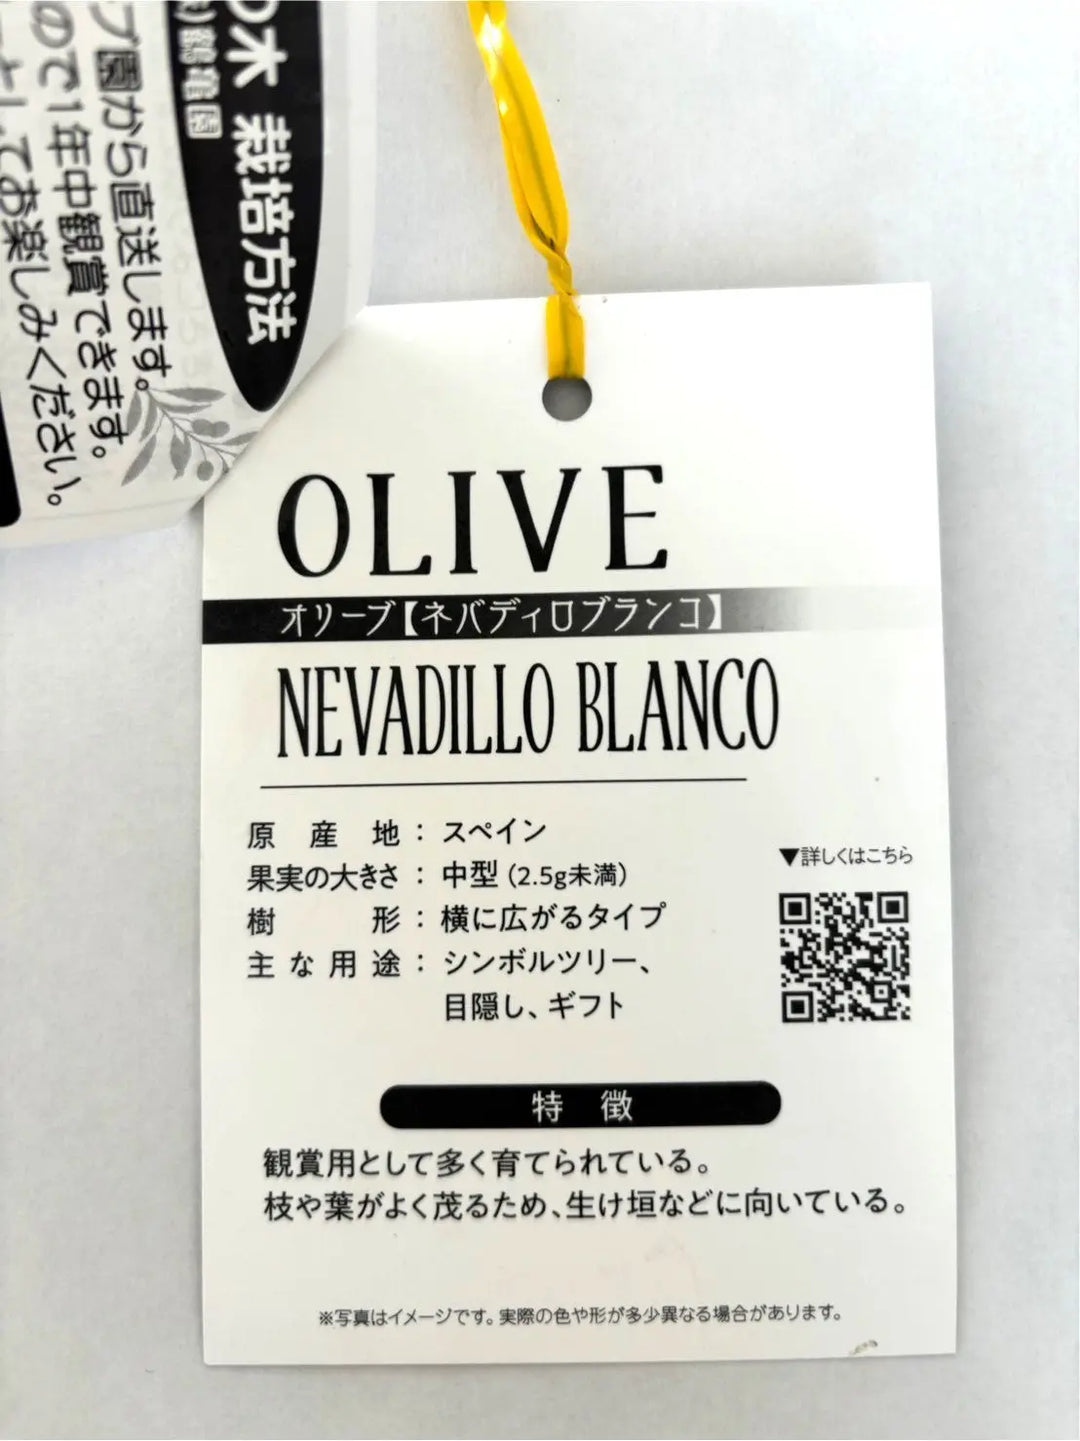 の木 栽培方法
園から直送します。
ので1年中観賞できます。
としてお楽しみください。
OLIVE
オリーブ【ネバディロブランコ】
NEVADILLO BLANCO
原産地：スペイン
果実の大きさ：中型（2.5g未満）
樹形：横に広がるタイプ
主な用途：シンボルツリー、
目隠し、ギフト
▼詳しくはこちら
特徴
観賞用として多く育てられている。
枝や葉がよく茂るため、生け垣などに向いている。
※写真はイメージです。実際の色や形が多少異なる場合があります。